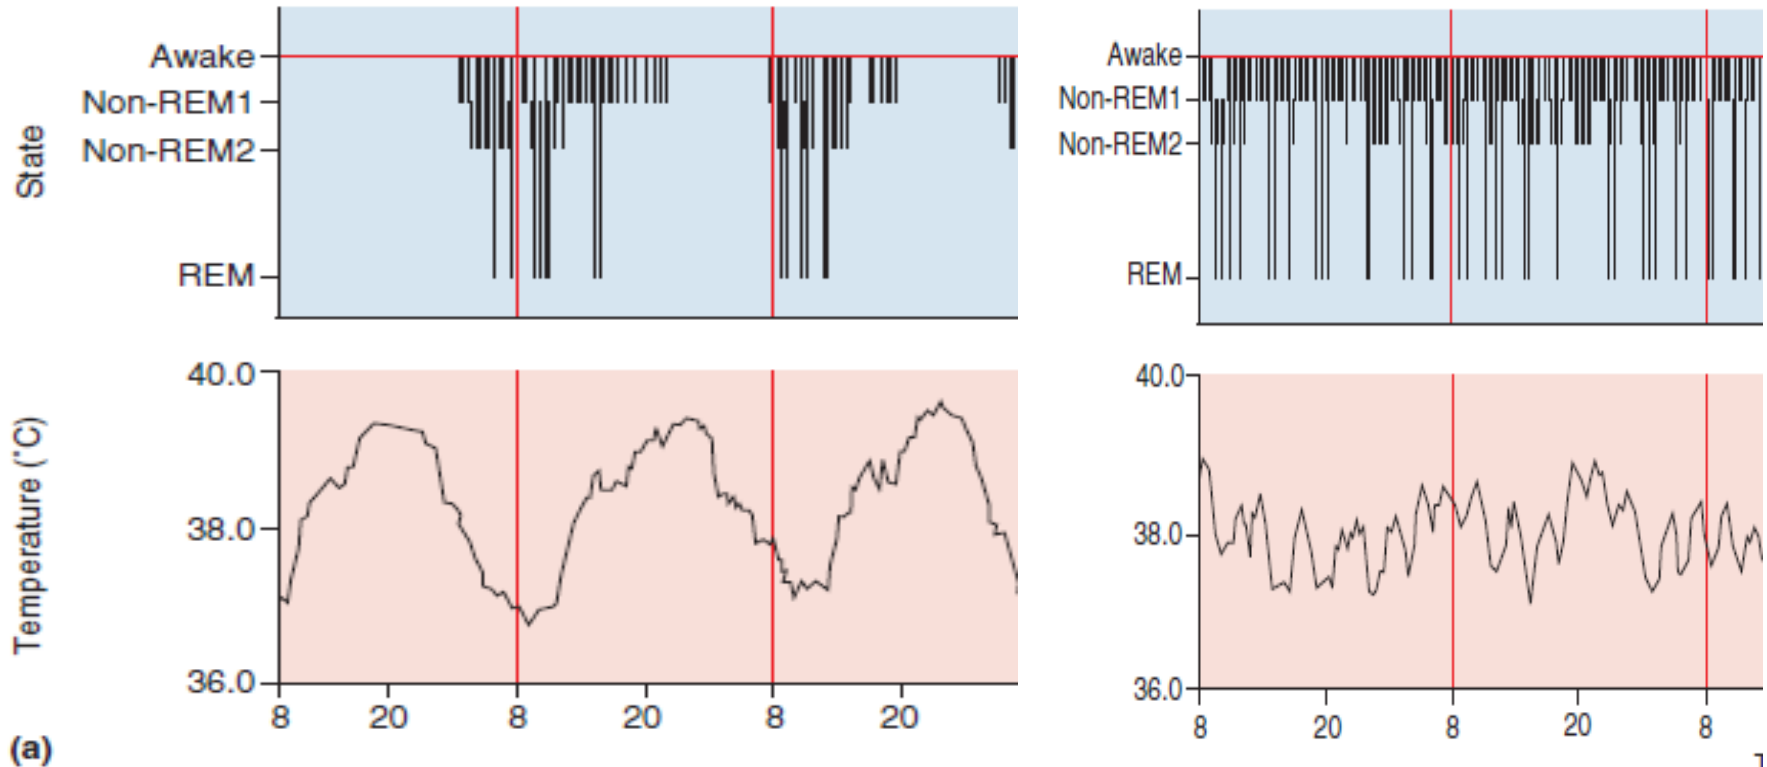 Awake
Non-REM1
Non-REM2
REM
State
Awake
Non-REM1
Non-REM2
REM
40.0
38.0
36.0
Temperature (˚C)
8 20 8 20 8 20
40.0
38.0
36.0
8 20 8 20 8
(a)